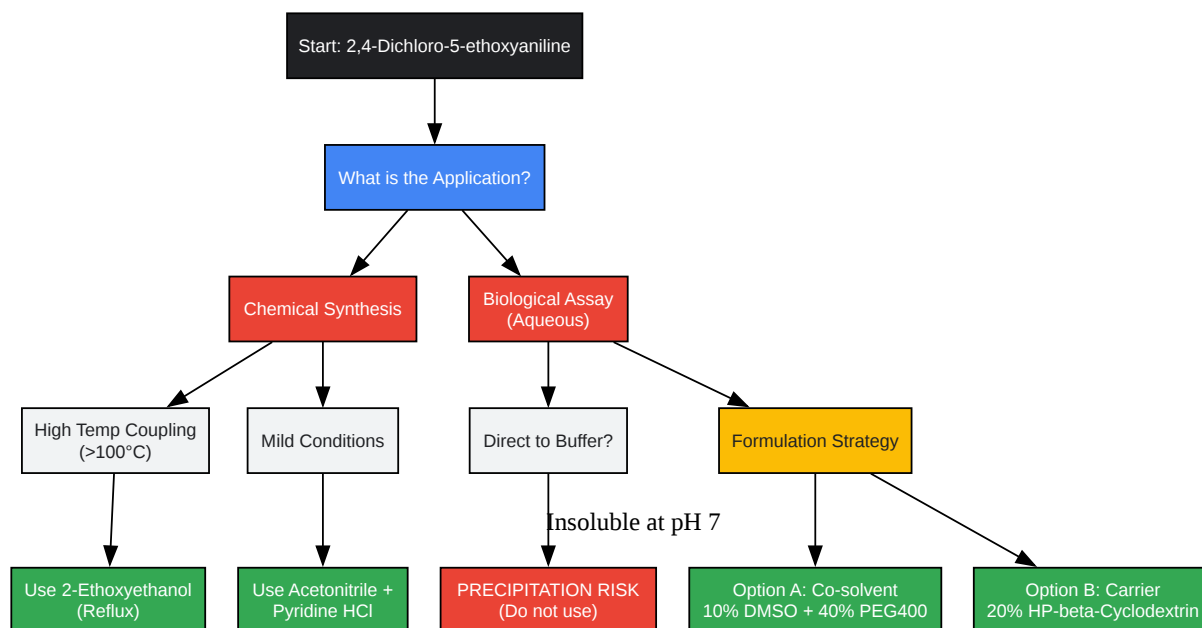 Start: 2,4-Dichloro-5-ethoxyaniline
What is the Application?
Chemical Synthesis
Biological Assay
(Aqueous)
High Temp Coupling
(>100°C)
Mild Conditions
Direct to Buffer?
Formulation Strategy
Insoluble at pH 7
Use 2-Ethoxyethanol
(Reflux)
Use Acetonitrile +
Pyridine HCl
PRECIPITATION RISK
(Do not use)
Option A: Co-solvent
10% DMSO + 40% PEG400
Option B: Carrier
20% HP-beta-Cyclodextrin